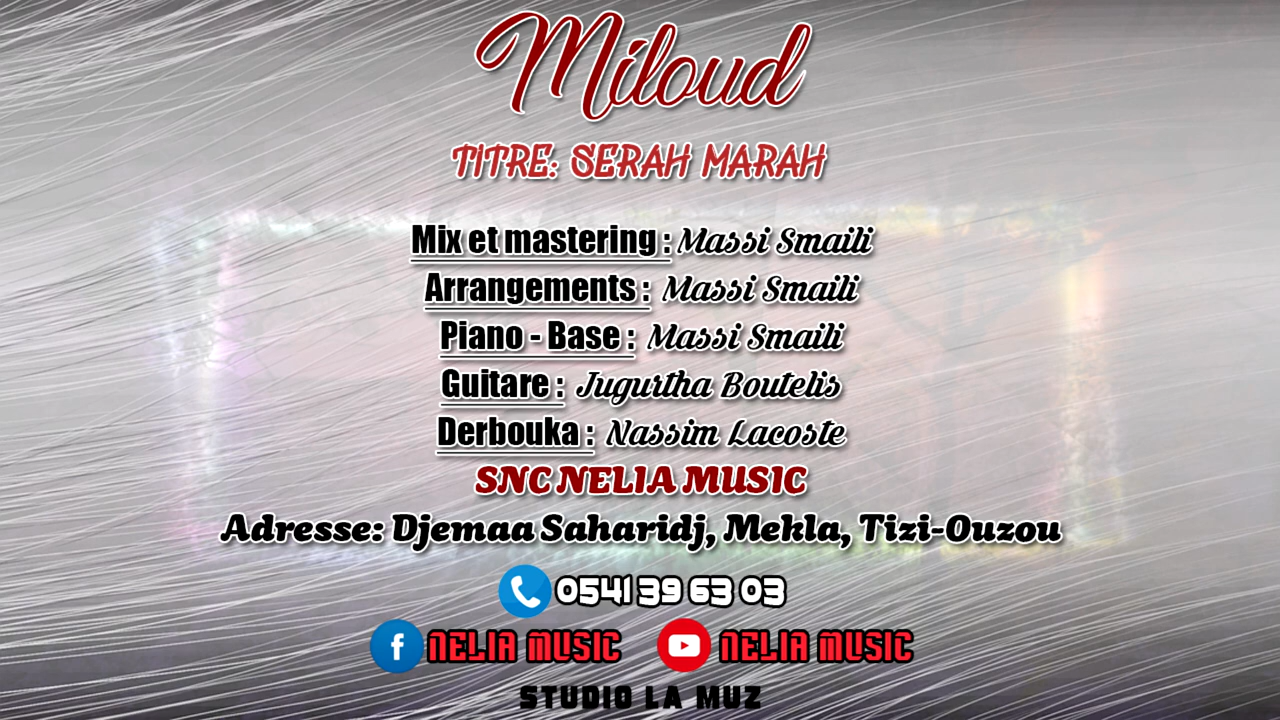 Miloud
TITRE: SERAH MARAH
Mix et mastering : Massi Smaili
Arrangements : Massi Smaili
Piano - Base : Massi Smaili
Guitare : Jugurtha Boutelis
Derbouka : Nassim Lacoste
SNC NELIA MUSIC
Adresse: Djemaa Saharidj, Mekla, Tizi-Ouzou
0541 39 63 03
NELIA MUSIC NELIA MUSIC
STUDIO LA MUZ